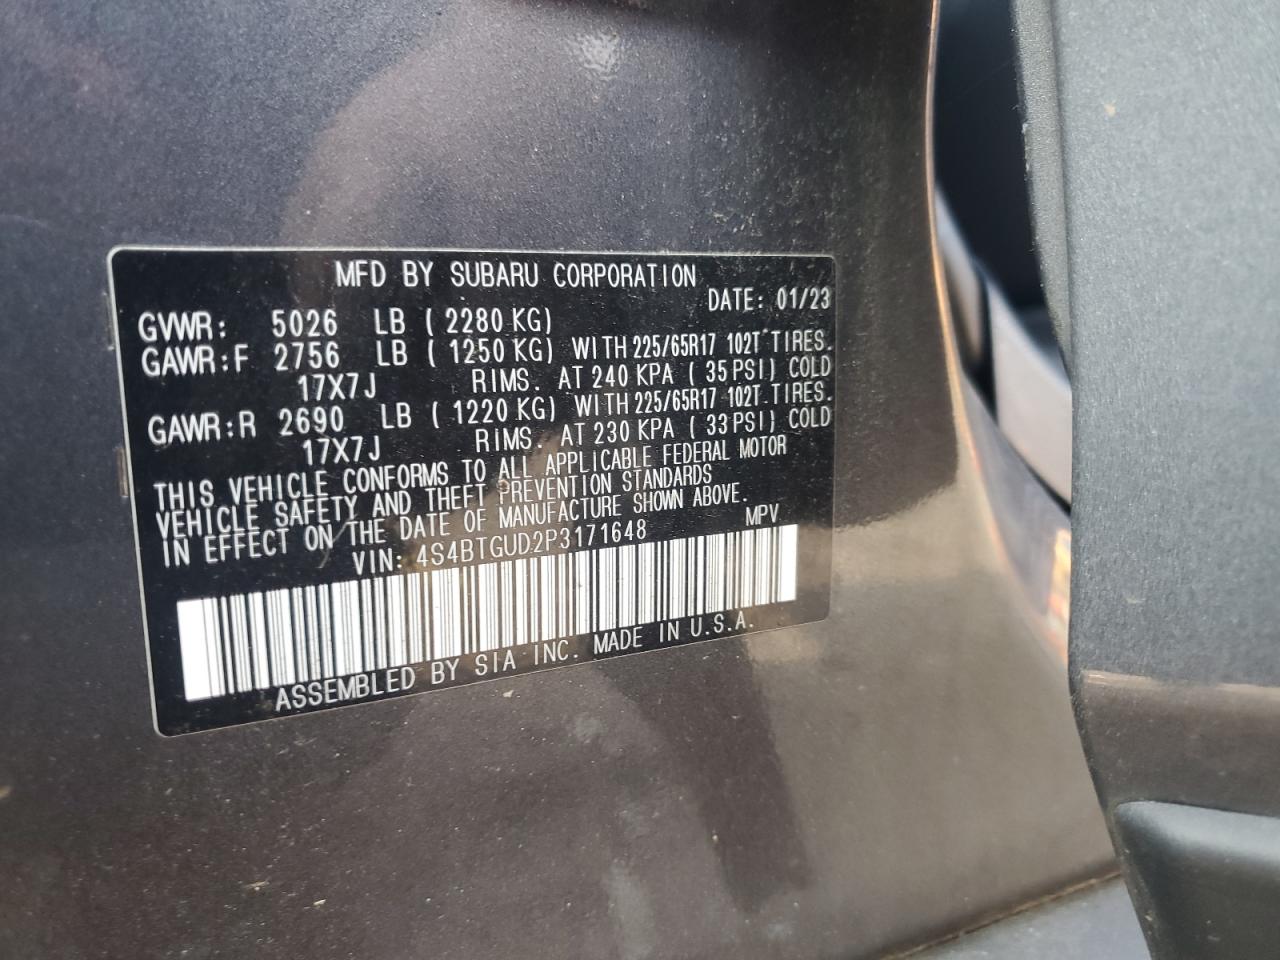 MFD BY SUBARU CORPORATION
DATE: 01/23
GVWR: 5026 LB ( 2280 KG)
GAWR:F 2756 LB ( 1250 KG) WITH 225/65R17 102T TIRES.
17X7J RIMS. AT 240 KPA ( 35 PSI) COLD
GAWR:R 2690 LB ( 1220 KG) WITH 225/65R17 102T TIRES.
17X7J RIMS. AT 230 KPA ( 33 PSI) COLD
THIS VEHICLE CONFORMS TO ALL APPLICABLE FEDERAL MOTOR
VEHICLE SAFETY AND THEFT PREVENTION STANDARDS
IN EFFECT ON THE DATE OF MANUFACTURE SHOWN ABOVE.
VIN: 4S4BTGUD2P3171648 MPV
ASSEMBLED BY SIA INC. MADE IN U.S.A.